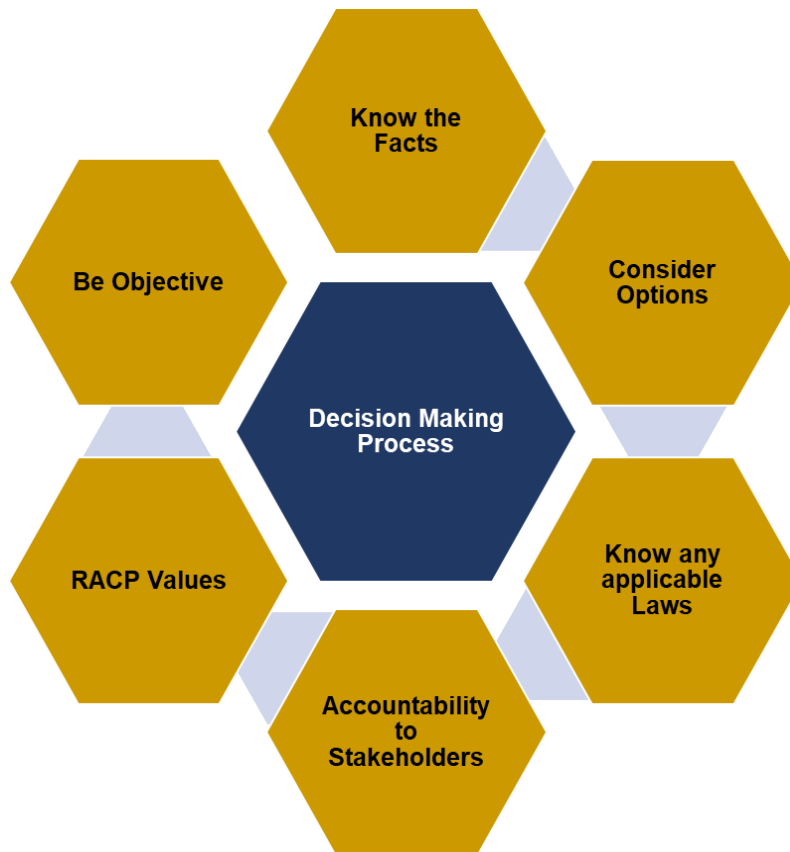 Know the
Facts
Consider
Options
Know any
applicable
Laws
Accountability
to
Stakeholders
RACP Values
Be Objective
Decision Making
Process